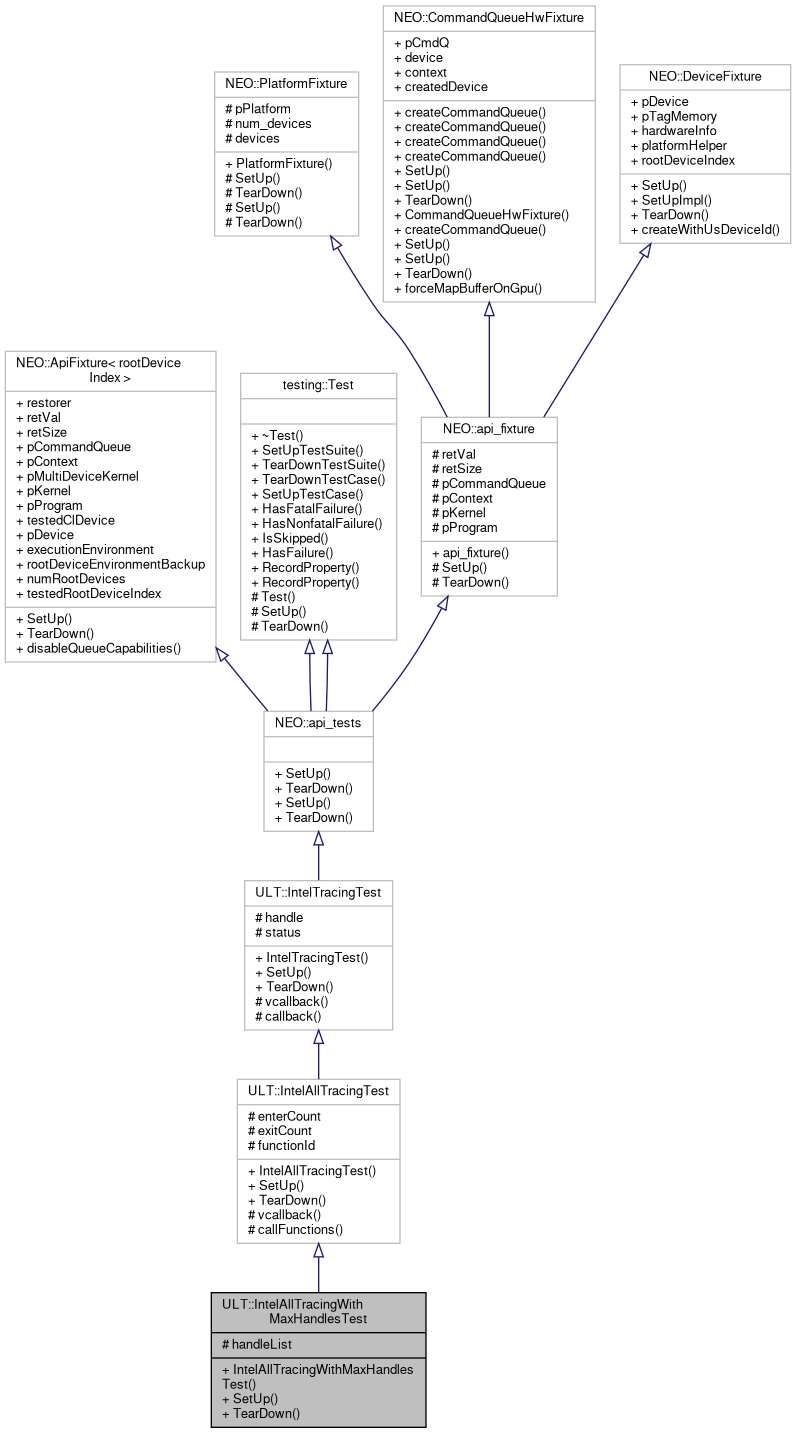 NEO::CommandQueueHwFixture
+ pCmdQ
+ device
+ context
+ createdDevice
+ createCommandQueue()
+ createCommandQueue()
+ createCommandQueue()
+ createCommandQueue()
+ SetUp()
+ SetUp()
+ TearDown()
+ CommandQueueHwFixture()
+ createCommandQueue()
+ SetUp()
+ SetUp()
+ TearDown()
+ forceMapBufferOnGpu()
NEO::PlatformFixture
# pPlatform
# num_devices
# devices
+ PlatformFixture()
# SetUp()
# TearDown()
# SetUp()
# TearDown()
NEO::DeviceFixture
+ pDevice
+ pTagMemory
+ hardwareInfo
+ platformHelper
+ rootDeviceIndex
+ SetUp()
+ SetUpImpl()
+ TearDown()
+ createWithUsDeviceId()
NEO::ApiFixture< rootDevice
Index >
+ restorer
+ retVal
+ retSize
+ pCommandQueue
+ pContext
+ pMultiDeviceKernel
+ pKernel
+ pProgram
+ testedClDevice
+ pDevice
+ executionEnvironment
+ rootDeviceEnvironmentBackup
+ numRootDevices
+ testedRootDeviceIndex
+ SetUp()
+ TearDown()
+ disableQueueCapabilities()
testing::Test
+ ~Test()
+ SetUpTestSuite()
+ TearDownTestSuite()
+ TearDownTestCase()
+ SetUpTestCase()
+ HasFatalFailure()
+ HasNonfatalFailure()
+ IsSkipped()
+ HasFailure()
+ RecordProperty()
+ RecordProperty()
# Test()
# SetUp()
# TearDown()
NEO::api_fixture
# retVal
# retSize
# pCommandQueue
# pContext
# pKernel
# pProgram
+ api_fixture()
# SetUp()
# TearDown()
NEO::api_tests
+ SetUp()
+ TearDown()
+ SetUp()
+ TearDown()
ULT::IntelTracingTest
# handle
# status
+ IntelTracingTest()
+ SetUp()
+ TearDown()
# vcallback()
# callback()
ULT::IntelAllTracingTest
# enterCount
# exitCount
# functionId
+ IntelAllTracingTest()
+ SetUp()
+ TearDown()
# vcallback()
# callFunctions()
ULT::IntelAllTracingWith
MaxHandlesTest
# handleList
+ IntelAllTracingWithMaxHandles
Test()
+ SetUp()
+ TearDown()